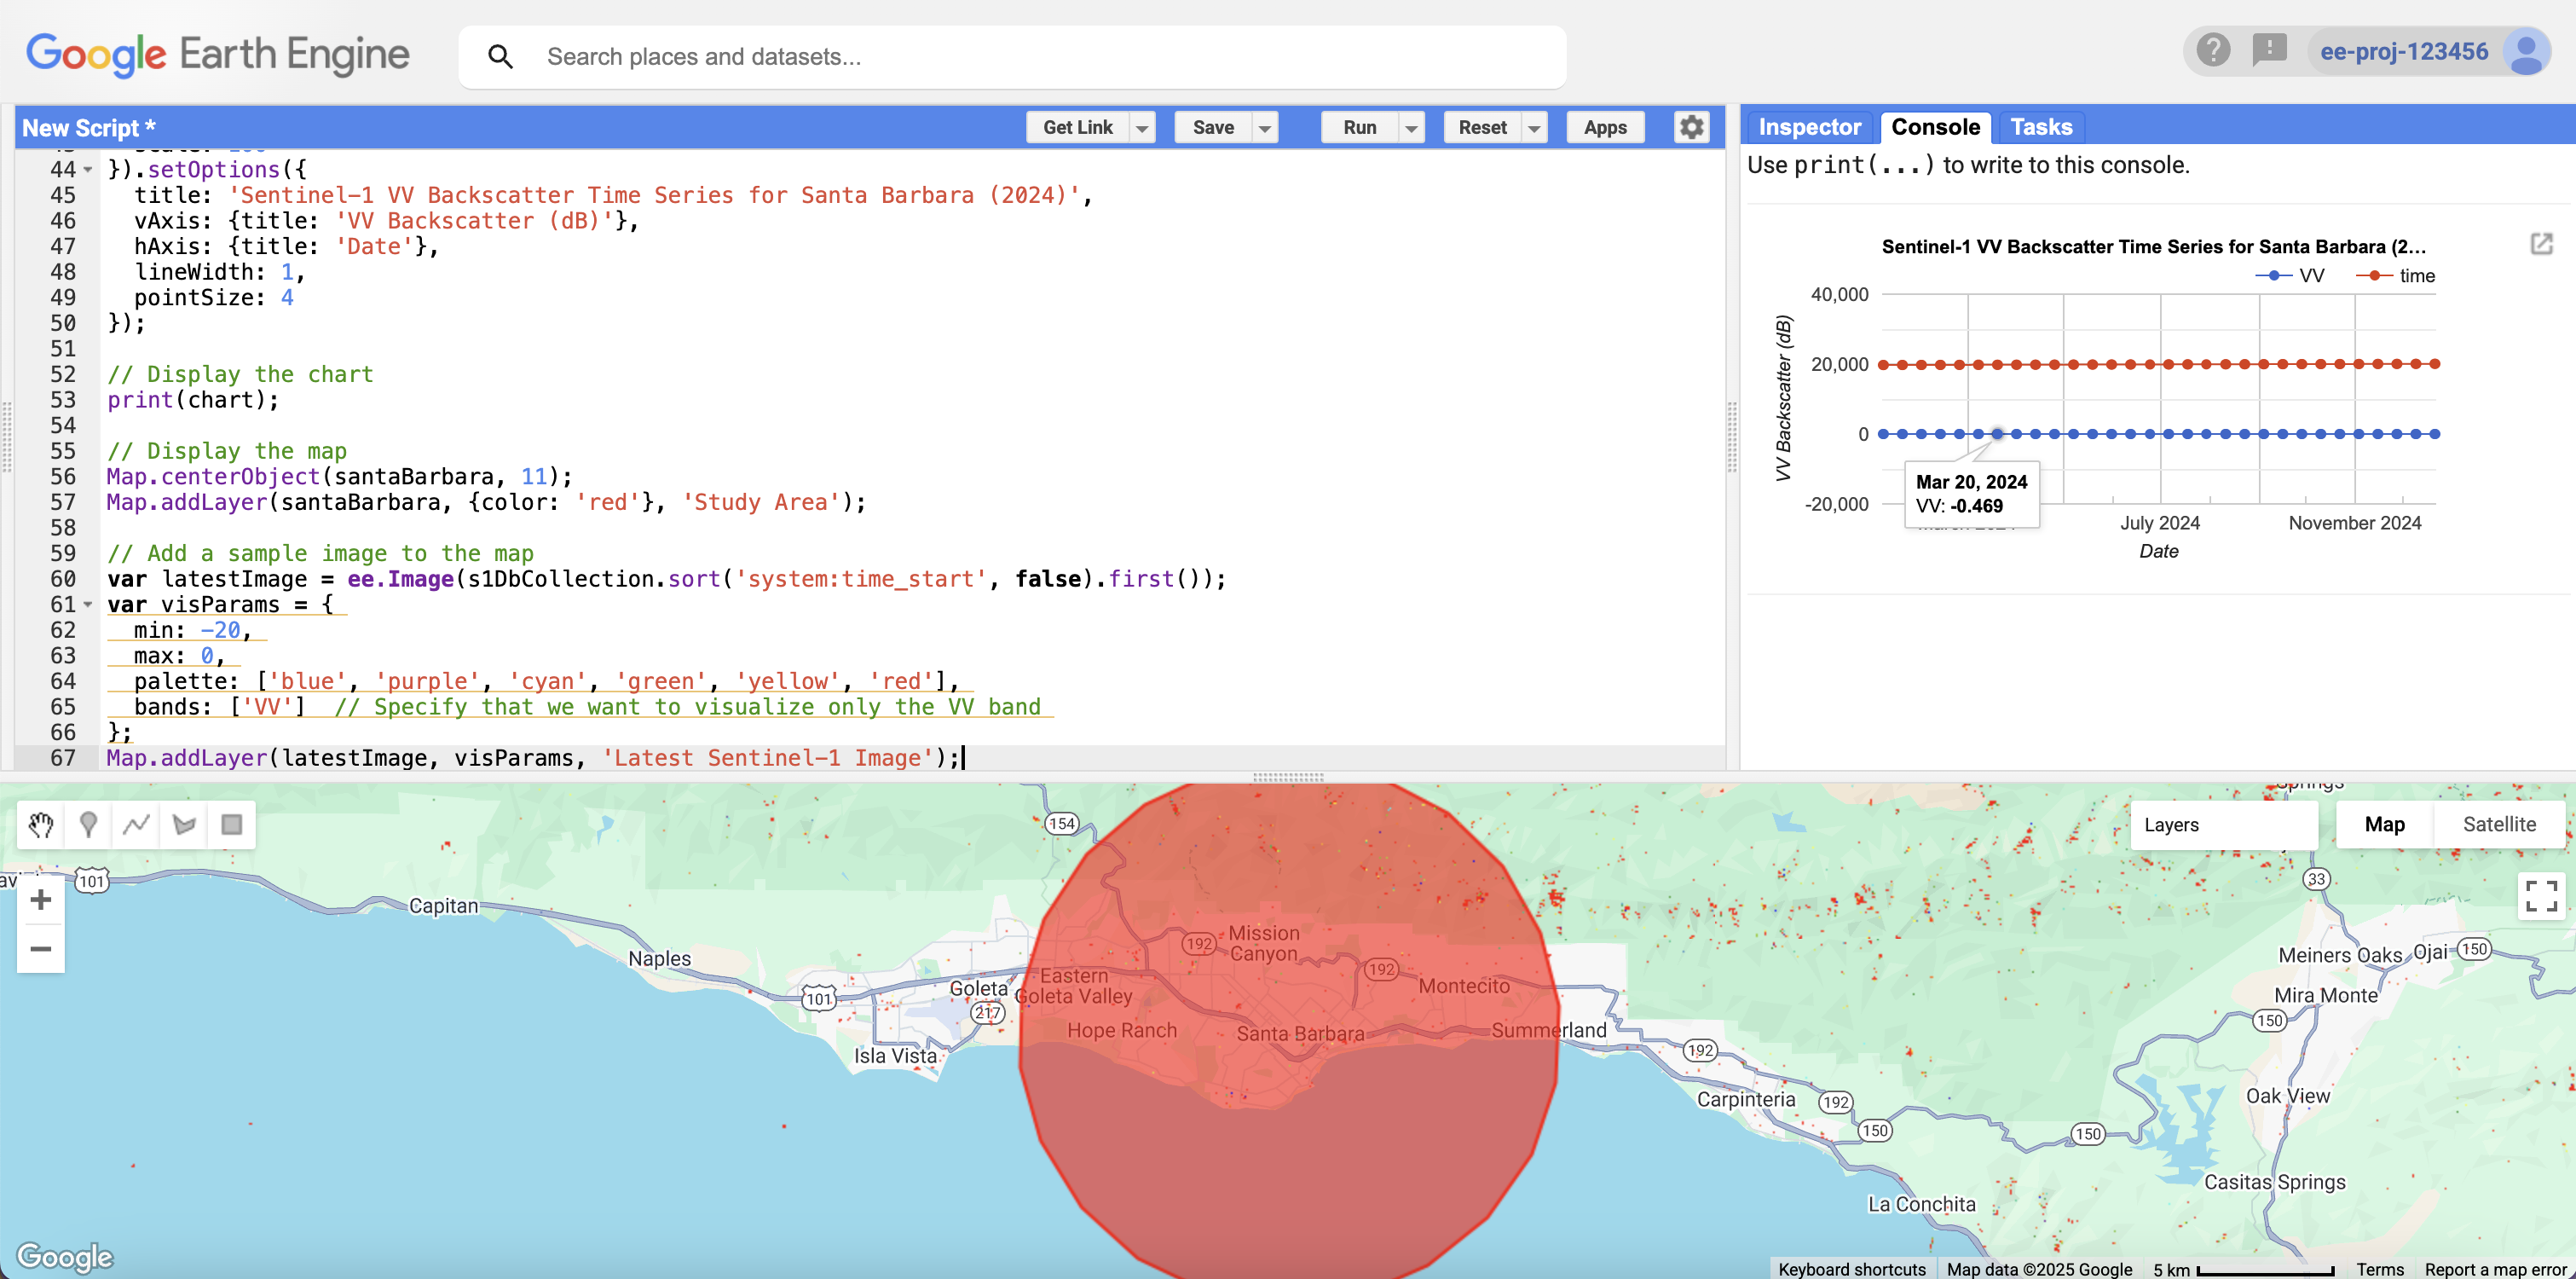 Google Earth Engine
Search places and datasets...
ee-proj-123456
New Script *
Get Link
Save
Run
Reset
Apps
44 }).setOptions({
45 title: 'Sentinel-1 VV Backscatter Time Series for Santa Barbara (2024)',
46 vAxis: {title: 'VV Backscatter (dB)'},
47 hAxis: {title: 'Date'},
48 lineWidth: 1,
49 pointSize: 4
50 });
51
52 // Display the chart
53 print(chart);
54
55 // Display the map
56 Map.centerObject(santaBarbara, 11);
57 Map.addLayer(santaBarbara, {color: 'red'}, 'Study Area');
58
59 // Add a sample image to the map
60 var latestImage = ee.Image(s1DbCollection.sort('system:time_start', false).first());
61 var visParams = {
62 min: -20,
63 max: 0,
64 palette: ['blue', 'purple', 'cyan', 'green', 'yellow', 'red'],
65 bands: ['VV'] // Specify that we want to visualize only the VV band
66 };
67 Map.addLayer(latestImage, visParams, 'Latest Sentinel-1 Image');
Inspector
Console
Tasks
Use print(...) to write to this console.
Sentinel-1 VV Backscatter Time Series for Santa Barbara (2...
VV
time
VV Backscatter (dB)
40,000
20,000
0
-20,000
Mar 20, 2024
VV: -0.469
July 2024
November 2024
Date
Layers
Map
Satellite
Springs
154
101
33
Capitan
Naples
192
Mission
Canyon
192
Eastern
Goleta Valley
Goleta
217
101
Montecito
Hope Ranch
Santa Barbara
Summerland
Isla Vista
Meiners Oaks
Ojai
150
Mira Monte
150
192
Carpinteria
192
150
150
Oak View
Casitas Springs
La Conchita
Google
Keyboard shortcuts
Map data ©2025 Google
5 km
Terms
Report a map error